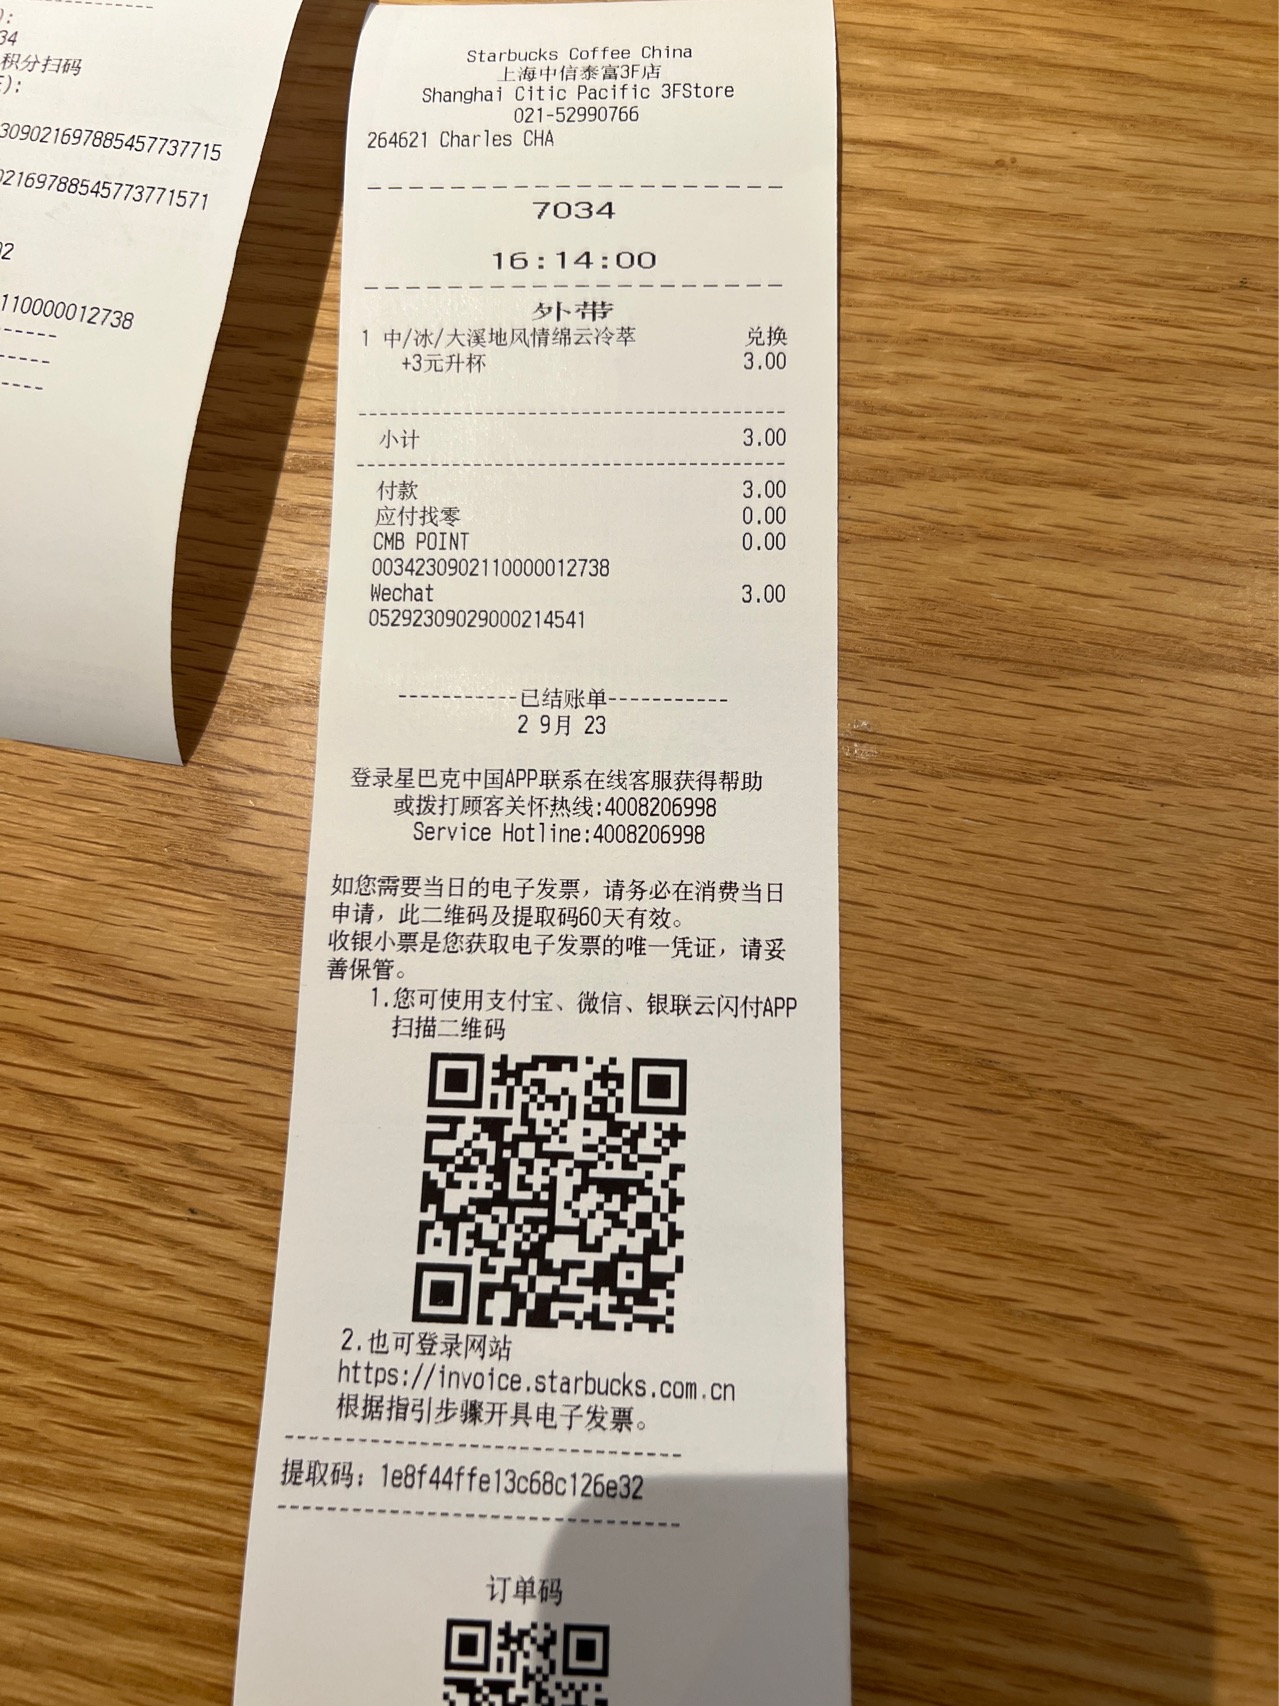 ):
34
积分扫码
E):
309021697885457737715
021697885457737​71571
02
110000012738
Starbucks Coffee China
上海中信泰富3F店
Shanghai Citic Pacific 3FStore
021-52990766
264621 Charles CHA
7034
16:14:00
外带
1 中/冰/大溪地风情绵云冷萃 兑换
+3元升杯 3.00
小计 3.00
付款 3.00
应付找零 0.00
CMB POINT 0.00
0034230902110000012738
Wechat 3.00
05292309029000214541
-----------已结账单-----------
2 9月 23
登录星巴克中国APP联系在线客服获得帮助
或拨打顾客关怀热线:4008206998
Service Hotline:4008206998
如您需要当日的电子发票，请务必在消费当日
申请，此二维码及提取码60天有效。
收银小票是您获取电子发票的唯一凭证，请妥
善保管。
1.您可使用支付宝、微信、银联云闪付APP
扫描二维码
2.也可登录网站
https://invoice.starbucks.com.cn
根据指引步骤开具电子发票。
提取码：1e8f44ffe13c68c126e32
订单码